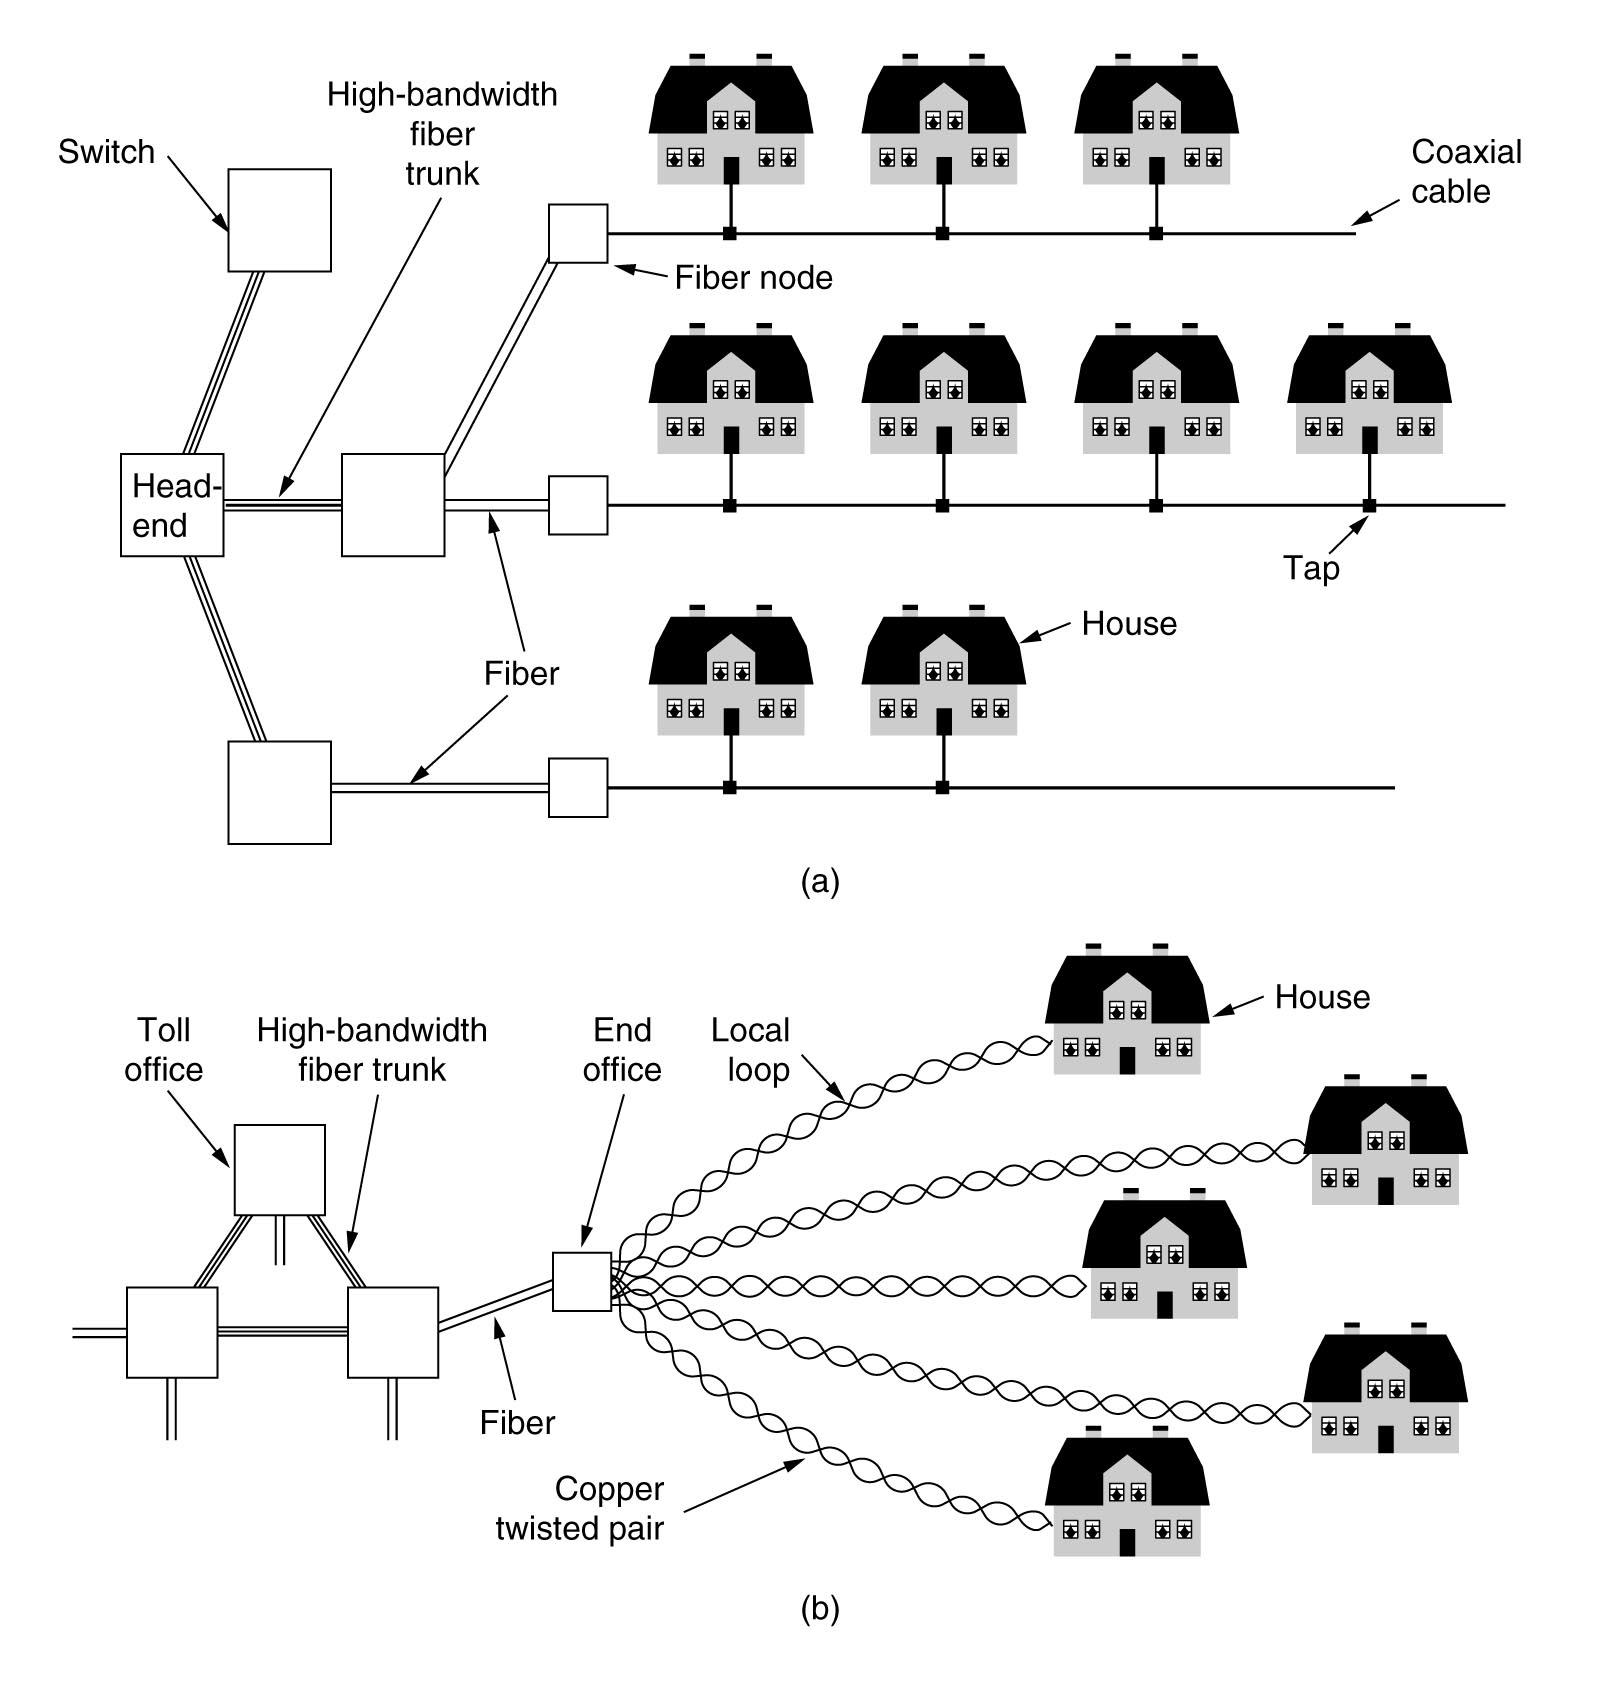 High-bandwidth
fiber
trunk
Switch
Coaxial
cable
Fiber node
Head-
end
Tap
House
Fiber
(a)
Toll
office
High-bandwidth
fiber trunk
End
office
Local
loop
House
Fiber
Copper
twisted pair
(b)